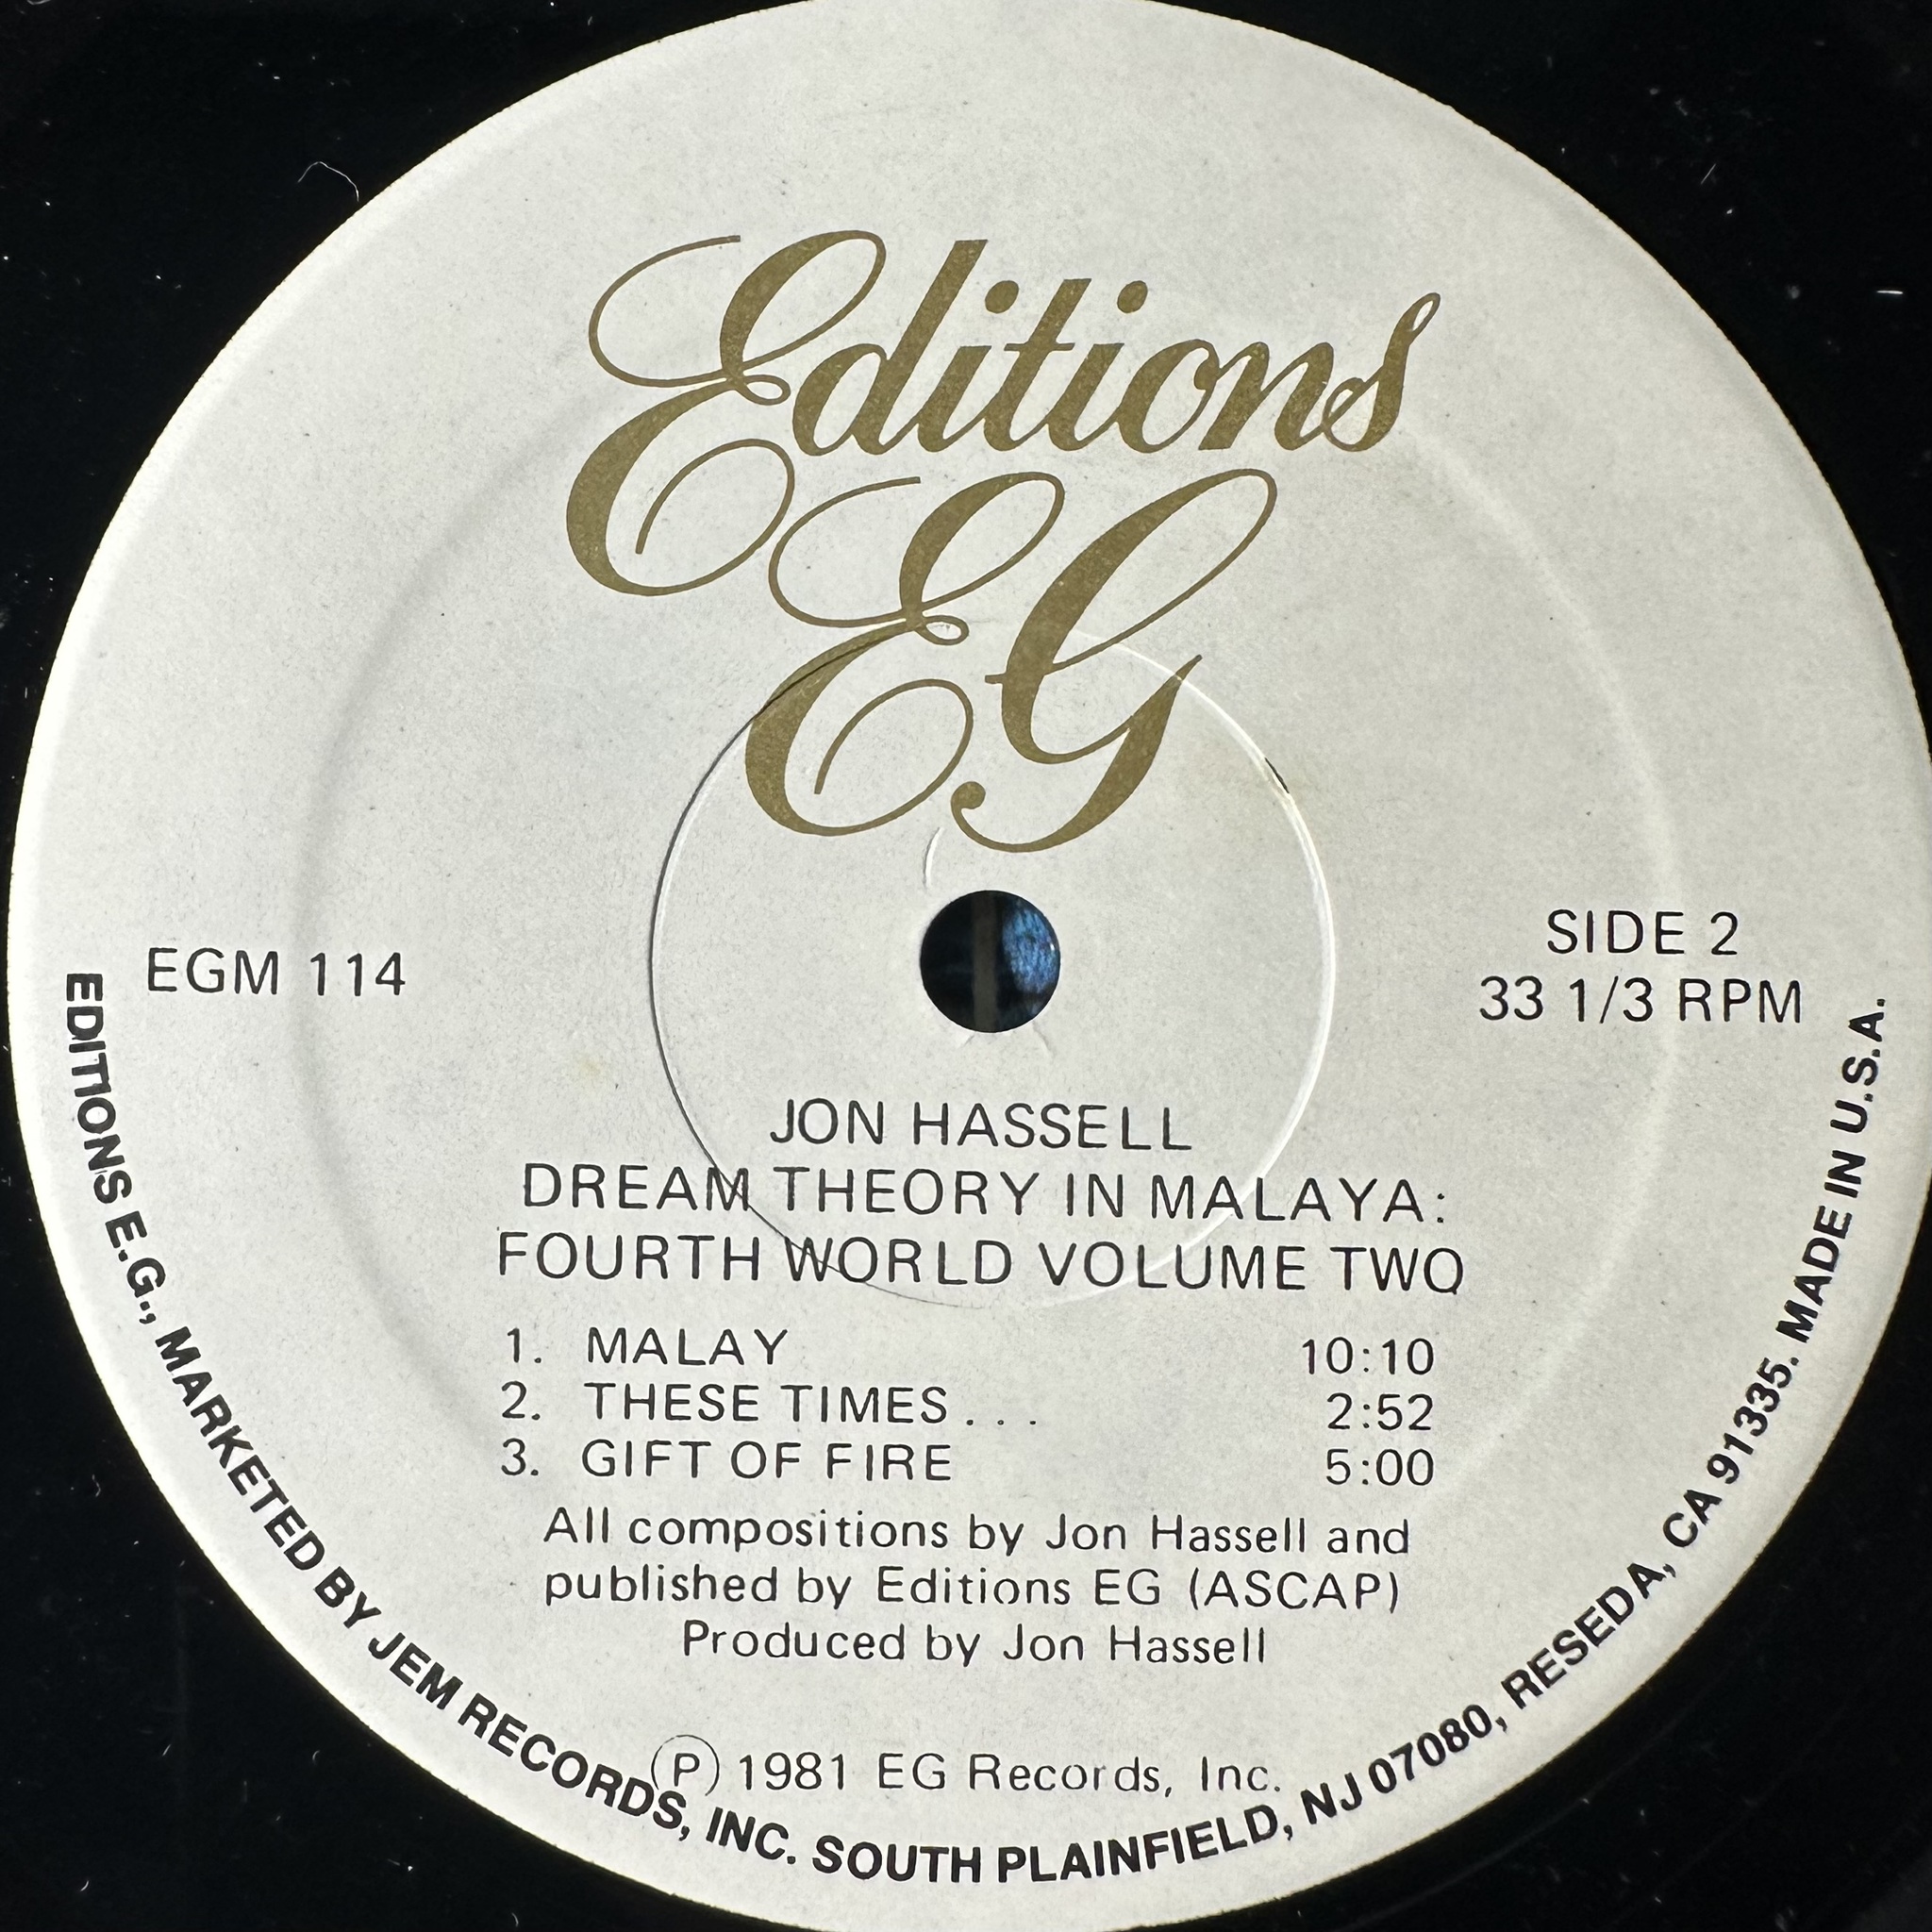 Editions
EG
EGM 114
SIDE 2
33 1/3 RPM
JON HASSELL
DREAM THEORY IN MALAYA:
FOURTH WORLD VOLUME TWO
1. MALAY 10:10
2. THESE TIMES... 2:52
3. GIFT OF FIRE 5:00
All compositions by Jon Hassell and
published by Editions EG (ASCAP)
Produced by Jon Hassell
Ⓟ 1981 EG Records, Inc.
EDITIONS E.G., MARKETED BY JEM RECORDS, INC. SOUTH PLAINFIELD, NJ 07080, RESEDA, CA 91335. MADE IN U.S.A.